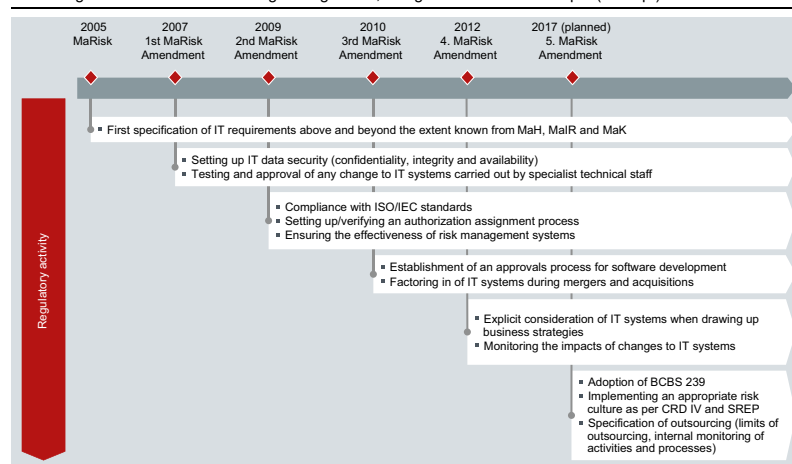 2005
MaRisk
2007
1st MaRisk
Amendment
2009
2nd MaRisk
Amendment
2010
3rd MaRisk
Amendment
2012
4. MaRisk
Amendment
2017 (planned)
5. MaRisk
Amendment
Regulatory activity
▪ First specification of IT requirements above and beyond the extent known from MaH, MaIR and MaK
▪ Setting up IT data security (confidentiality, integrity and availability)
▪ Testing and approval of any change to IT systems carried out by specialist technical staff
▪ Compliance with ISO/IEC standards
▪ Setting up/verifying an authorization assignment process
▪ Ensuring the effectiveness of risk management systems
▪ Establishment of an approvals process for software development
▪ Factoring in of IT systems during mergers and acquisitions
▪ Explicit consideration of IT systems when drawing up
business strategies
▪ Monitoring the impacts of changes to IT systems
▪ Adoption of BCBS 239
▪ Implementing an appropriate risk
culture as per CRD IV and SREP
▪ Specification of outsourcing (limits of
outsourcing, internal monitoring of
activities and processes)